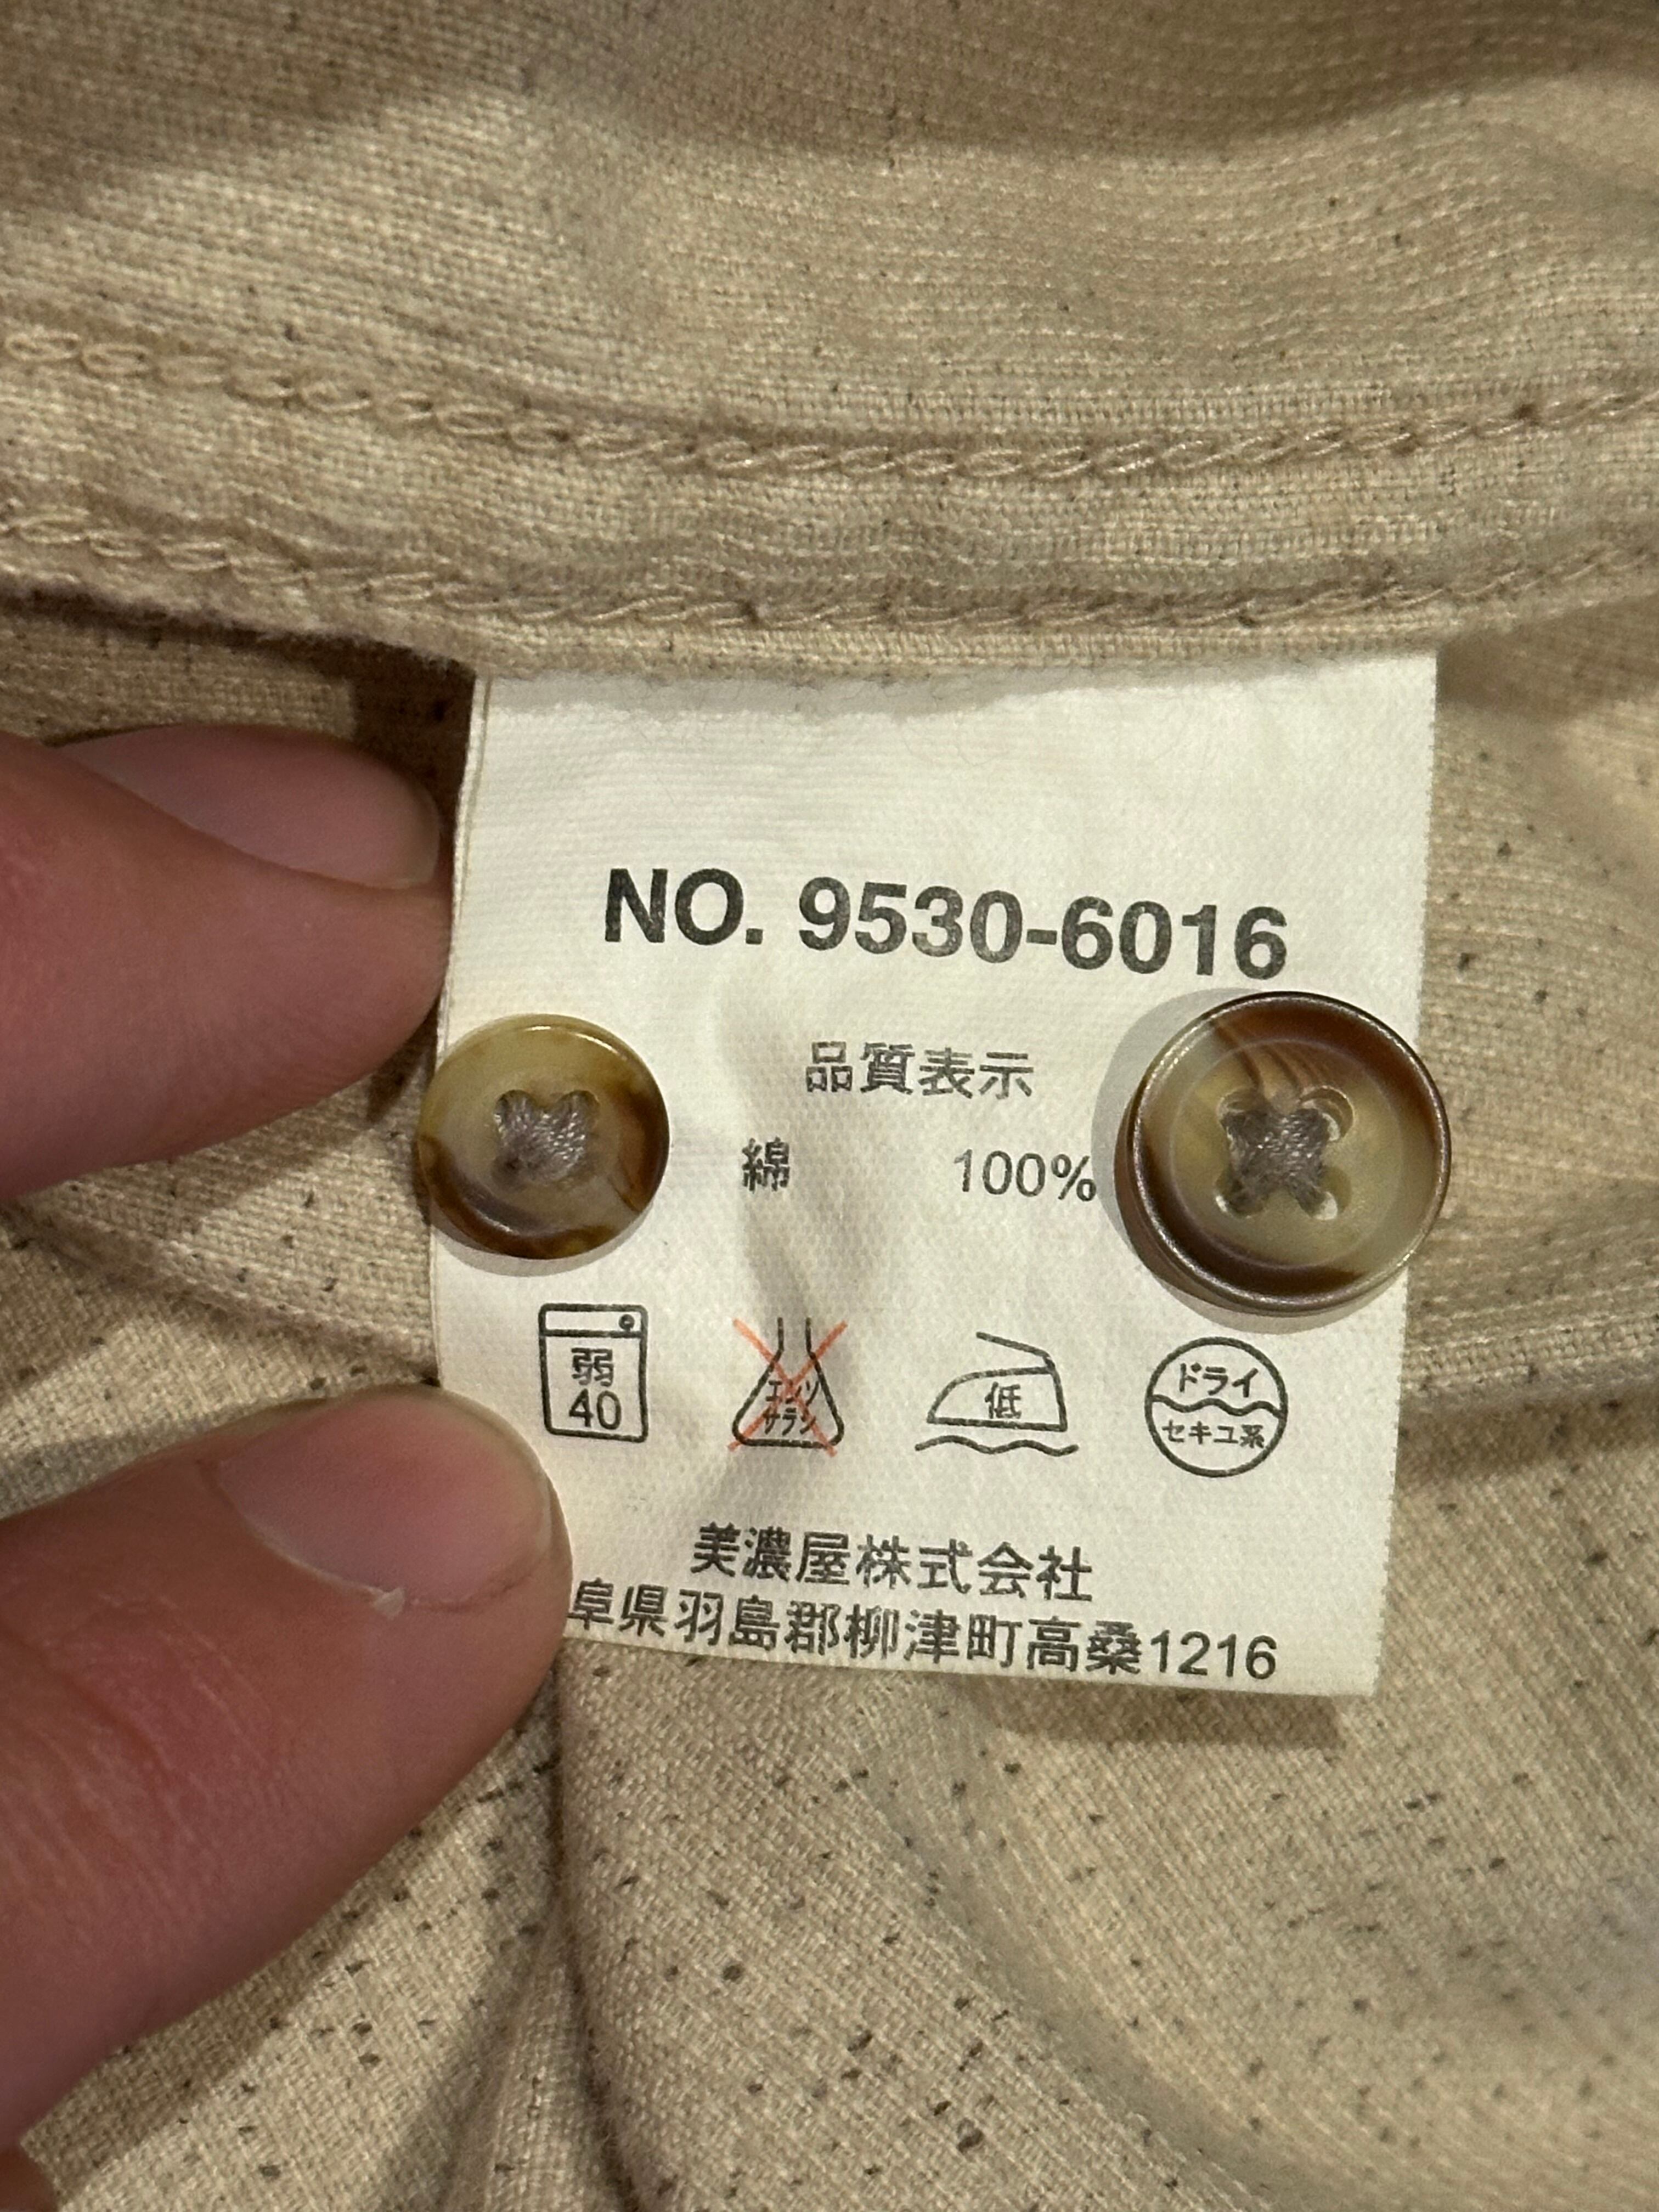 NO. 9530-6016
品質表示
綿 100%
弱
40
エンソ
サラシ
低
ドライ
セキユ系
美濃屋株式会社
阜県羽島郡柳津町高桑1216